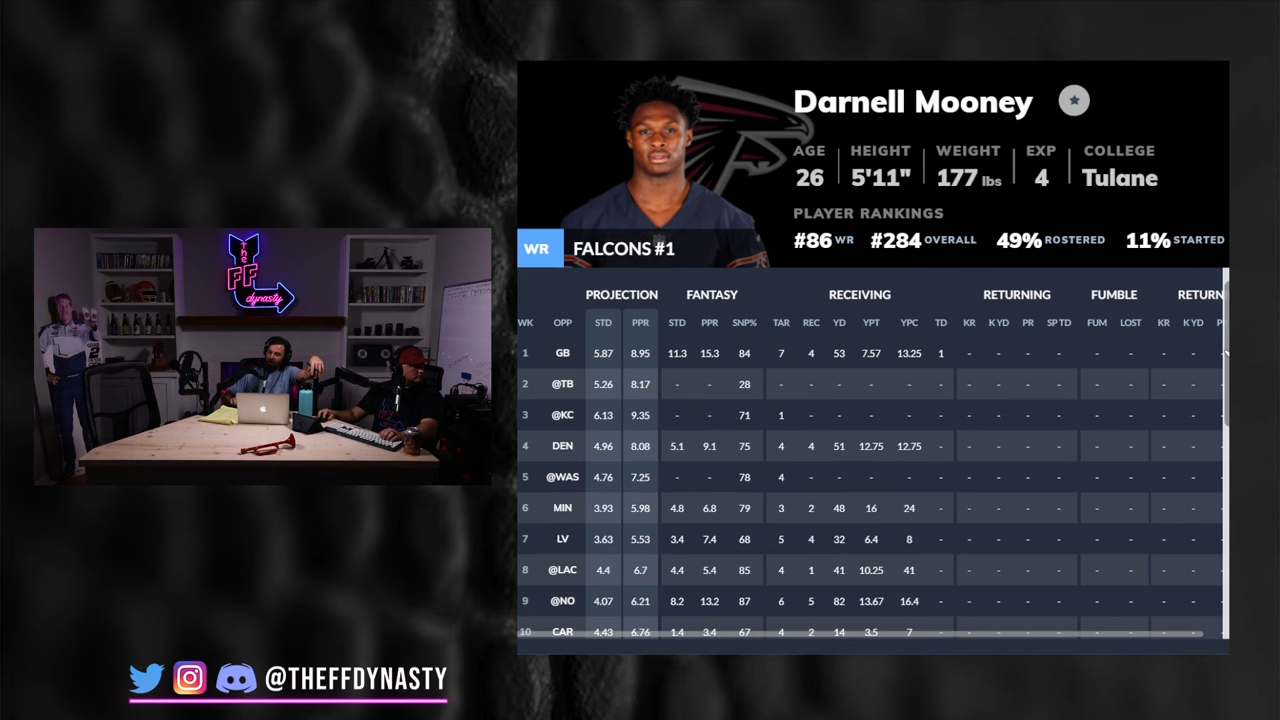 The
FF
dynasty
Darnell Mooney
AGE HEIGHT WEIGHT EXP COLLEGE
26 5'11" 177 lbs 4 Tulane
PLAYER RANKINGS
#86 WR #284 OVERALL 49% ROSTERED 11% STARTED
WR FALCONS #1
PROJECTION FANTASY RECEIVING RETURNING FUMBLE RETURN
WK OPP STD PPR STD PPR SNP% TAR REC YD YPT YPC TD KR K YD PR SP TD FUM LOST KR K YD P
1 GB 5.87 8.95 11.3 15.3 84 7 4 53 7.57 13.25 1 - - - - - - - - -
2 @TB 5.26 8.17 - - 28 - - - - - - - - - - - - - - -
3 @KC 6.13 9.35 - - 71 1 - - - - - - - - - - - - - -
4 DEN 4.96 8.08 5.1 9.1 75 4 4 51 12.75 12.75 - - - - - - - - - -
5 @WAS 4.76 7.25 - - 78 4 - - - - - - - - - - - - - -
6 MIN 3.93 5.98 4.8 6.8 79 3 2 48 16 24 - - - - - - - - - -
7 LV 3.63 5.53 3.4 7.4 68 5 4 32 6.4 8 - - - - - - - - - -
8 @LAC 4.4 6.7 4.4 5.4 85 4 1 41 10.25 41 - - - - - - - - - -
9 @NO 4.07 6.21 8.2 13.2 87 6 5 82 13.67 16.4 - - - - - - - - - -
10 CAR 4.43 6.76 1.4 3.4 67 4 2 14 3.5 7 - - - - - - - - - -
@THEFFDYNASTY